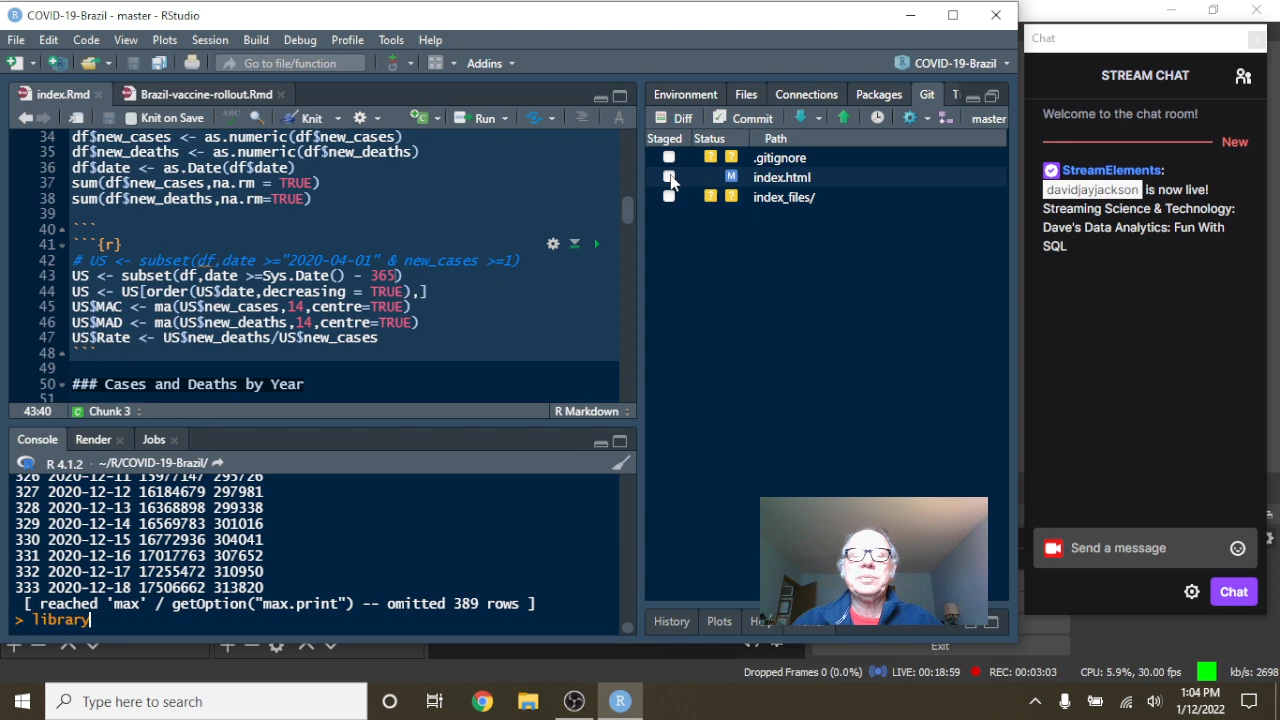 COVID-19-Brazil - master - RStudio
File Edit Code View Plots Session Build Debug Profile Tools Help
Go to file/function Addins COVID-19-Brazil
index.Rmd Brazil-vaccine-rollout.Rmd
Knit on Save ABC Knit Run
34 df$new_cases <- as.numeric(df$new_cases)
35 df$new_deaths <- as.numeric(df$new_deaths)
36 df$date <- as.Date(df$date)
37 sum(df$new_cases,na.rm = TRUE)
38 sum(df$new_deaths,na.rm=TRUE)
39
40 ```
41 ```{r}
42 # US <- subset(df,date >="2020-04-01" & new_cases >=1)
43 US <- subset(df,date >=Sys.Date() - 365)
44 US <- US[order(US$date,decreasing = TRUE),]
45 US$MAC <- ma(US$new_cases,14,centre=TRUE)
46 US$MAD <- ma(US$new_deaths,14,centre=TRUE)
47 US$Rate <- US$new_deaths/US$new_cases
48 ```
49
50 ### Cases and Deaths by Year
51
43:40 Chunk 3 R Markdown
Console Render Jobs
R 4.1.2 · ~/R/COVID-19-Brazil/
326 2020-12-11 15977147 295726
327 2020-12-12 16184679 297981
328 2020-12-13 16368898 299338
329 2020-12-14 16569783 301016
330 2020-12-15 16772936 304041
331 2020-12-16 17017763 307652
332 2020-12-17 17255472 310950
333 2020-12-18 17506662 313820
[ reached 'max' / getOption("max.print") -- omitted 389 rows ]
> library
Environment Files Connections Packages Git
Diff Commit master
Staged Status Path
? ? .gitignore
M index.html
? ? index_files/
History Plots
Chat
STREAM CHAT
Welcome to the chat room!
New
StreamElements:
davidjayjackson is now live!
Streaming Science & Technology:
Dave's Data Analytics: Fun With
SQL
Send a message
Chat
Exit
Dropped Frames 0 (0.0%) LIVE: 00:18:59 REC: 00:03:03 CPU: 5.9%, 30.00 fps kb/s: 2698
Type here to search
1:04 PM
1/12/2022